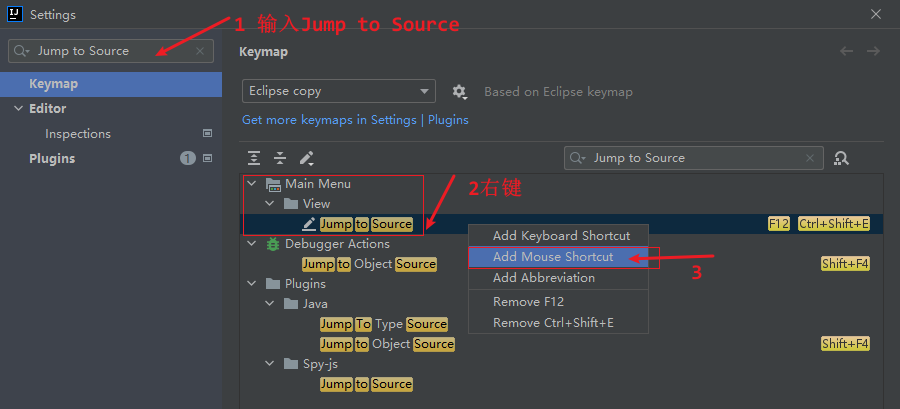 IJ Settings
1 输入Jump to Source
Jump to Source
Keymap
Editor
Inspections
Plugins 1
Keymap
Eclipse copy Based on Eclipse keymap
Get more keymaps in Settings | Plugins
Jump to Source
Main Menu
2右键
View
Jump to Source F12 Ctrl+Shift+E
Debugger Actions
Jump to Object Source Shift+F4
Plugins
Java
Jump To Type Source
Jump to Object Source Shift+F4
Spy-js
Jump to Source
Add Keyboard Shortcut
Add Mouse Shortcut
3
Add Abbreviation
Remove F12
Remove Ctrl+Shift+E